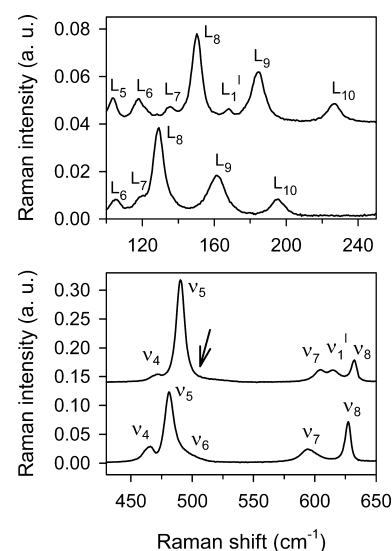 Raman intensity (a. u.)
0.08
0.06
0.04
0.02
0.00
L5 L6 L7 L8 L1I L9 L10
L6 L7 L8 L9 L10
120 160 200 240
Raman intensity (a. u.)
0.30
0.25
0.20
0.15
0.10
0.05
0.00
ν4 ν5 ν7 ν1I ν8
ν4 ν5 ν6 ν7 ν8
450 500 550 600 650
Raman shift (cm-1)